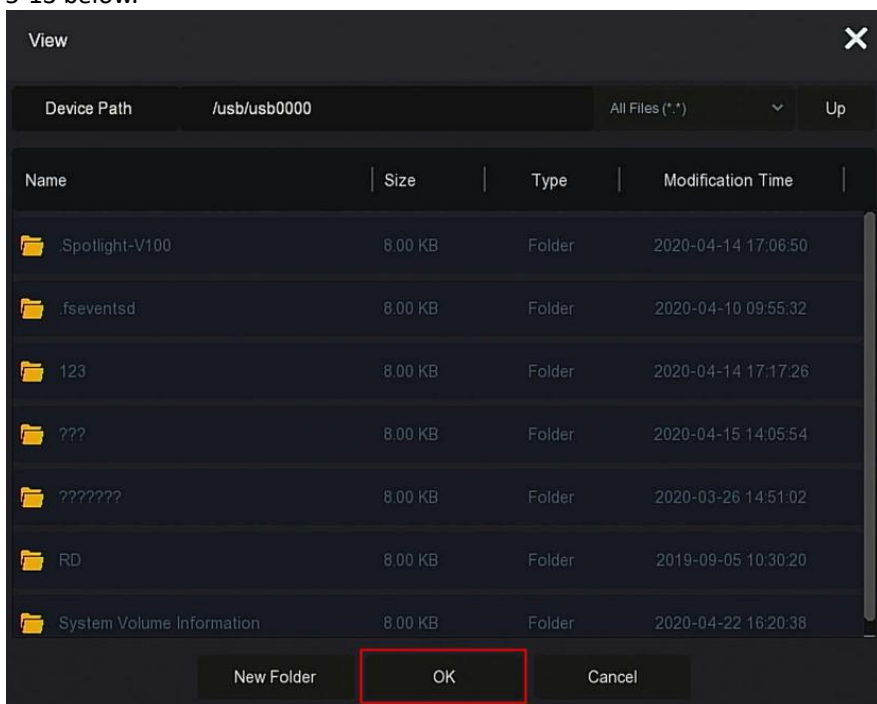 5-13 below.
View
Device Path /usb/usb0000 All Files (*.*) Up
Name Size Type Modification Time
.Spotlight-V100 8.00 KB Folder 2020-04-14 17:06:50
.fseventsd 8.00 KB Folder 2020-04-10 09:55:32
123 8.00 KB Folder 2020-04-14 17:17:26
??? 8.00 KB Folder 2020-04-15 14:05:54
??????? 8.00 KB Folder 2020-03-26 14:51:02
RD 8.00 KB Folder 2019-09-05 10:30:20
System Volume Information 8.00 KB Folder 2020-04-22 16:20:38
New Folder OK Cancel